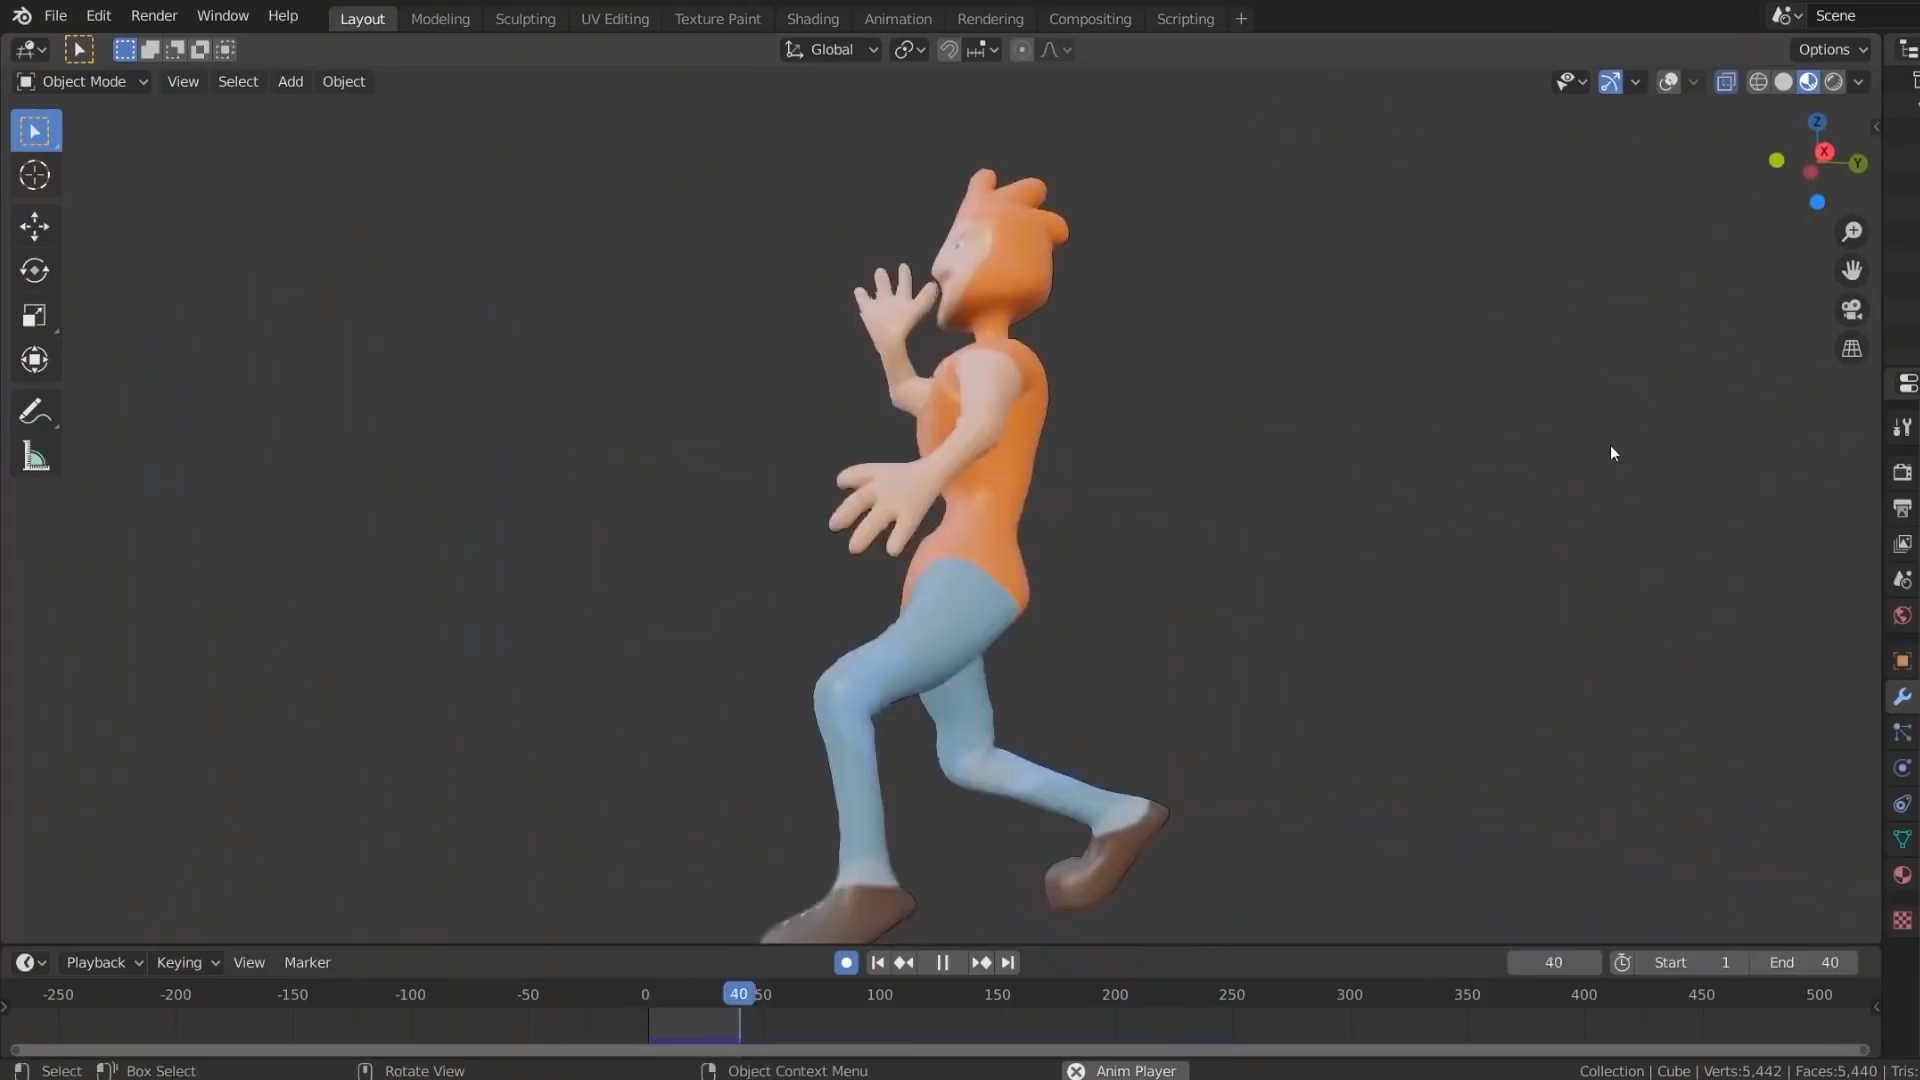 File Edit Render Window Help Layout Modeling Sculpting UV Editing Texture Paint Shading Animation Rendering Compositing Scripting + Scene
Global Options
Object Mode View Select Add Object
Z
X
Y
Playback Keying View Marker 40 Start 1 End 40
-250 -200 -150 -100 -50 0 40 50 100 150 200 250 300 350 400 450 500
Select Box Select Rotate View Object Context Menu Anim Player Collection | Cube | Verts:5,442 | Faces:5,440 | Tris: